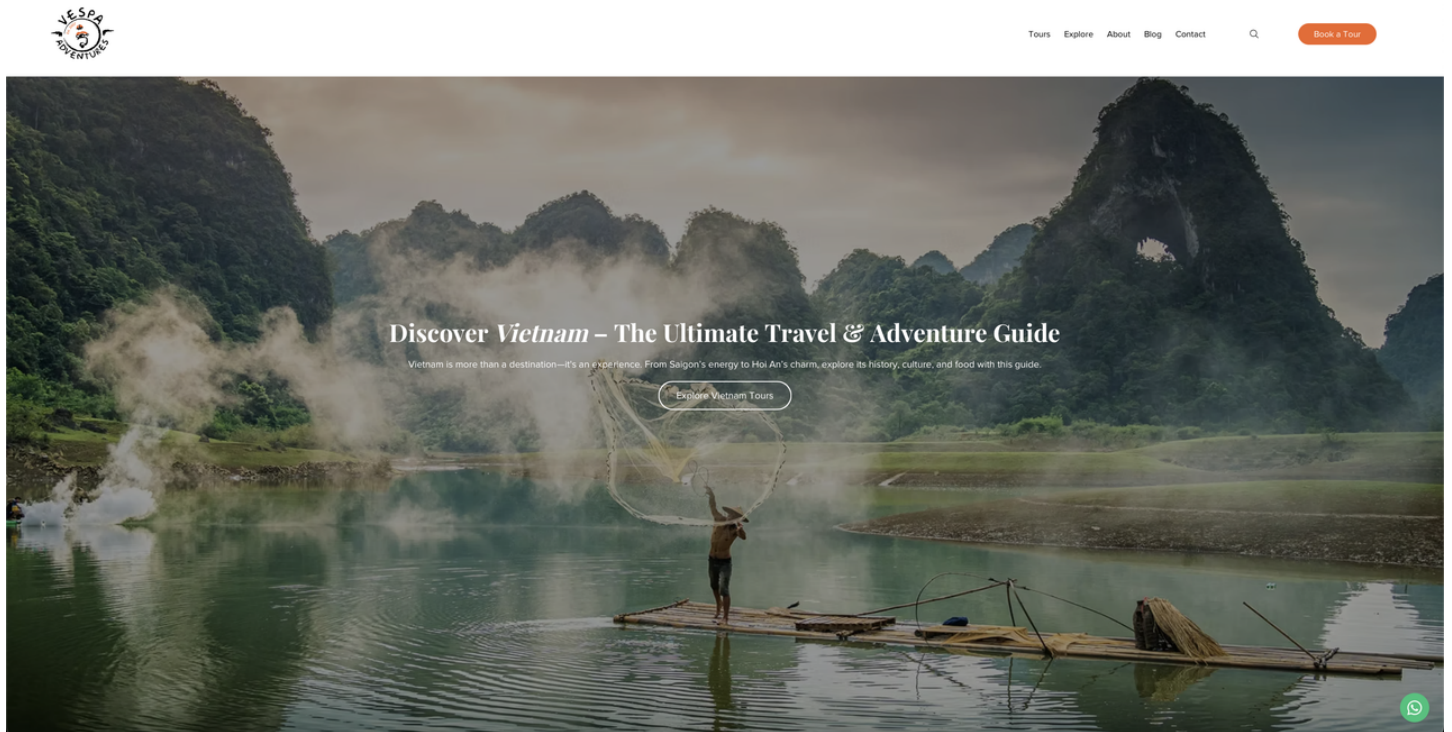 VESPA
ADVENTURES
Tours
Explore
About
Blog
Contact
Book a Tour
Discover Vietnam – The Ultimate Travel & Adventure Guide
Vietnam is more than a destination—it's an experience. From Saigon's energy to Hoi An's charm, explore its history, culture, and food with this guide.
Explore Vietnam Tours